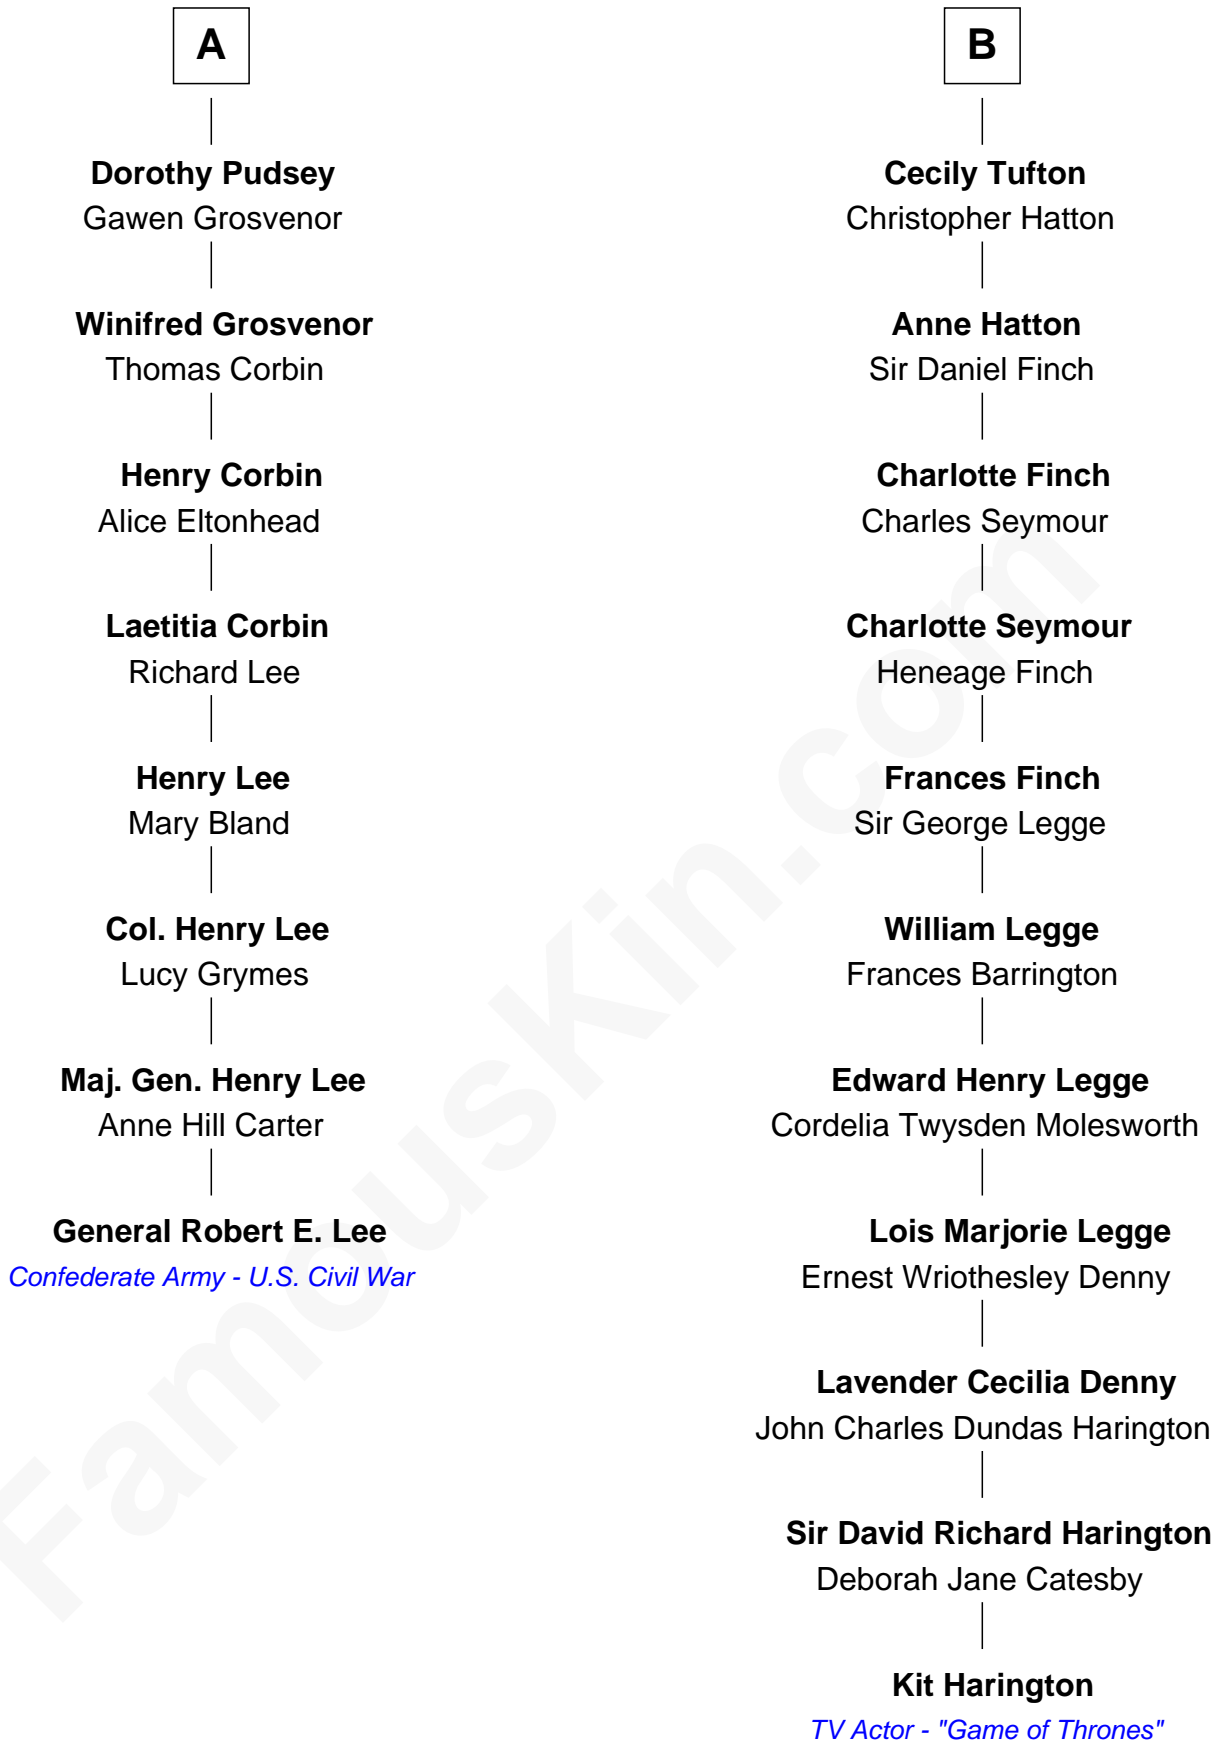 A
Dorothy Pudsey
Gawen Grosvenor
Winifred Grosvenor
Thomas Corbin
Henry Corbin
Alice Eltonhead
Laetitia Corbin
Richard Lee
Henry Lee
Mary Bland
Col. Henry Lee
Lucy Grymes
Maj. Gen. Henry Lee
Anne Hill Carter
General Robert E. Lee
Confederate Army - U.S. Civil War
B
Cecily Tufton
Christopher Hatton
Anne Hatton
Sir Daniel Finch
Charlotte Finch
Charles Seymour
Charlotte Seymour
Heneage Finch
Frances Finch
Sir George Legge
William Legge
Frances Barrington
Edward Henry Legge
Cordelia Twysden Molesworth
Lois Marjorie Legge
Ernest Wriothesley Denny
Lavender Cecilia Denny
John Charles Dundas Harington
Sir David Richard Harington
Deborah Jane Catesby
Kit Harington
TV Actor - "Game of Thrones"
FamousKin.com